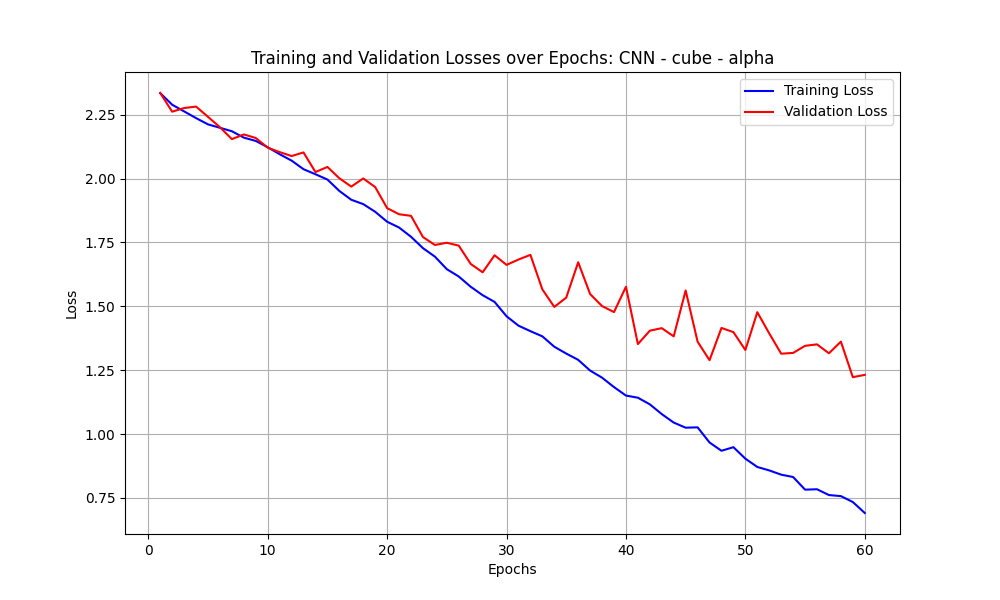 Training and Validation Losses over Epochs: CNN - cube - alpha
Training Loss
Validation Loss
2.25
2.00
1.75
1.50
1.25
1.00
0.75
Loss
0 10 20 30 40 50 60
Epochs